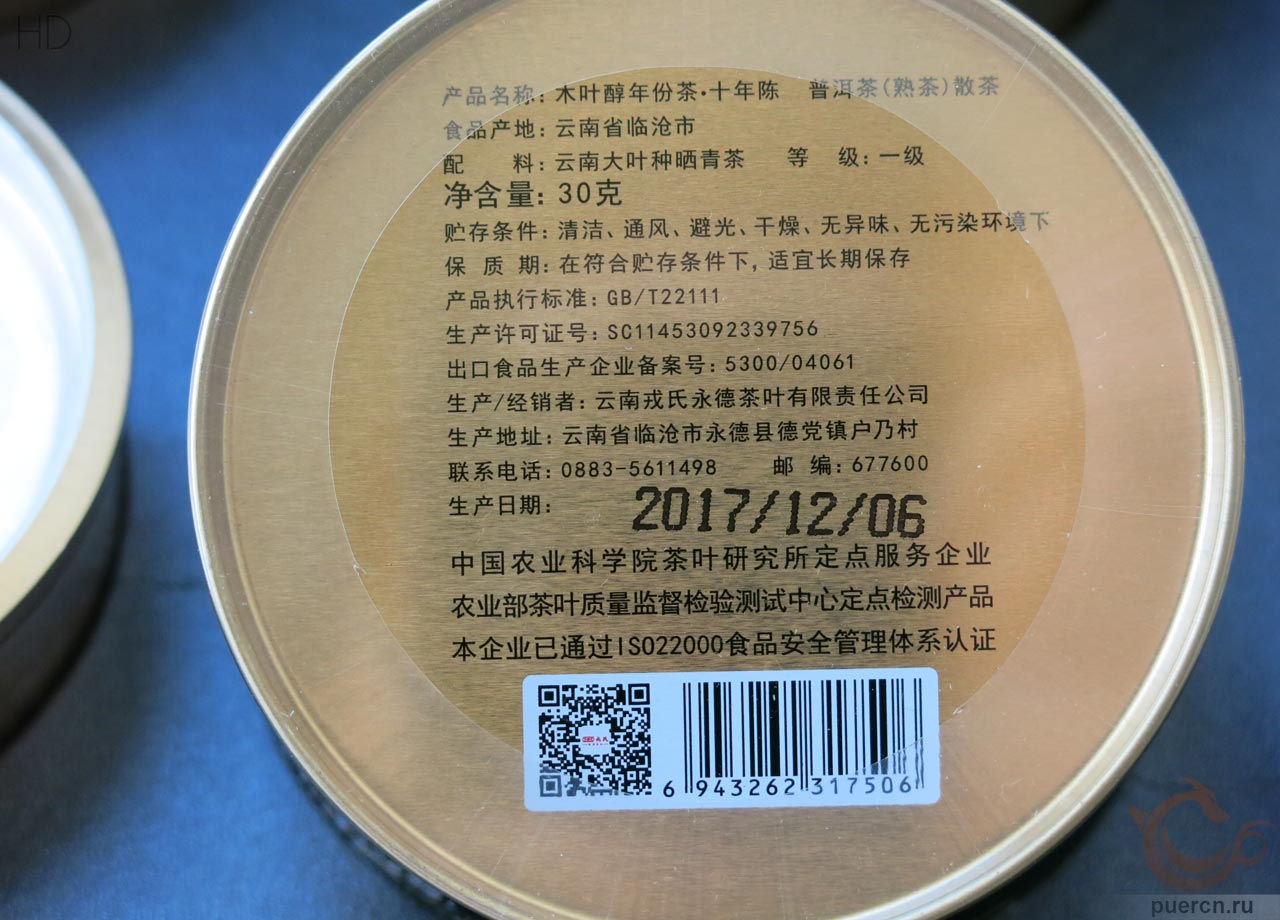 HD
产品名称: 木叶醇年份茶·十年陈 普洱茶(熟茶)散茶
食品产地: 云南省临沧市
配 料: 云南大叶种晒青茶 等 级: 一级
净含量: 30克
贮存条件: 清洁、通风、避光、干燥、无异味、无污染环境下
保 质 期: 在符合贮存条件下, 适宜长期保存
产品执行标准: GB/T22111
生产许可证号: SC11453092339756
出口食品生产企业备案号: 5300/04061
生产/经销者: 云南戎氏永德茶叶有限责任公司
生产地址: 云南省临沧市永德县德党镇户乃村
联系电话: 0883-5611498 邮 编: 677600
生产日期: 2017/12/06
中国农业科学院茶叶研究所定点服务企业
农业部茶叶质量监督检验测试中心定点检测产品
本企业已通过ISO22000食品安全管理体系认证
6 943262 317506
puercn.ru